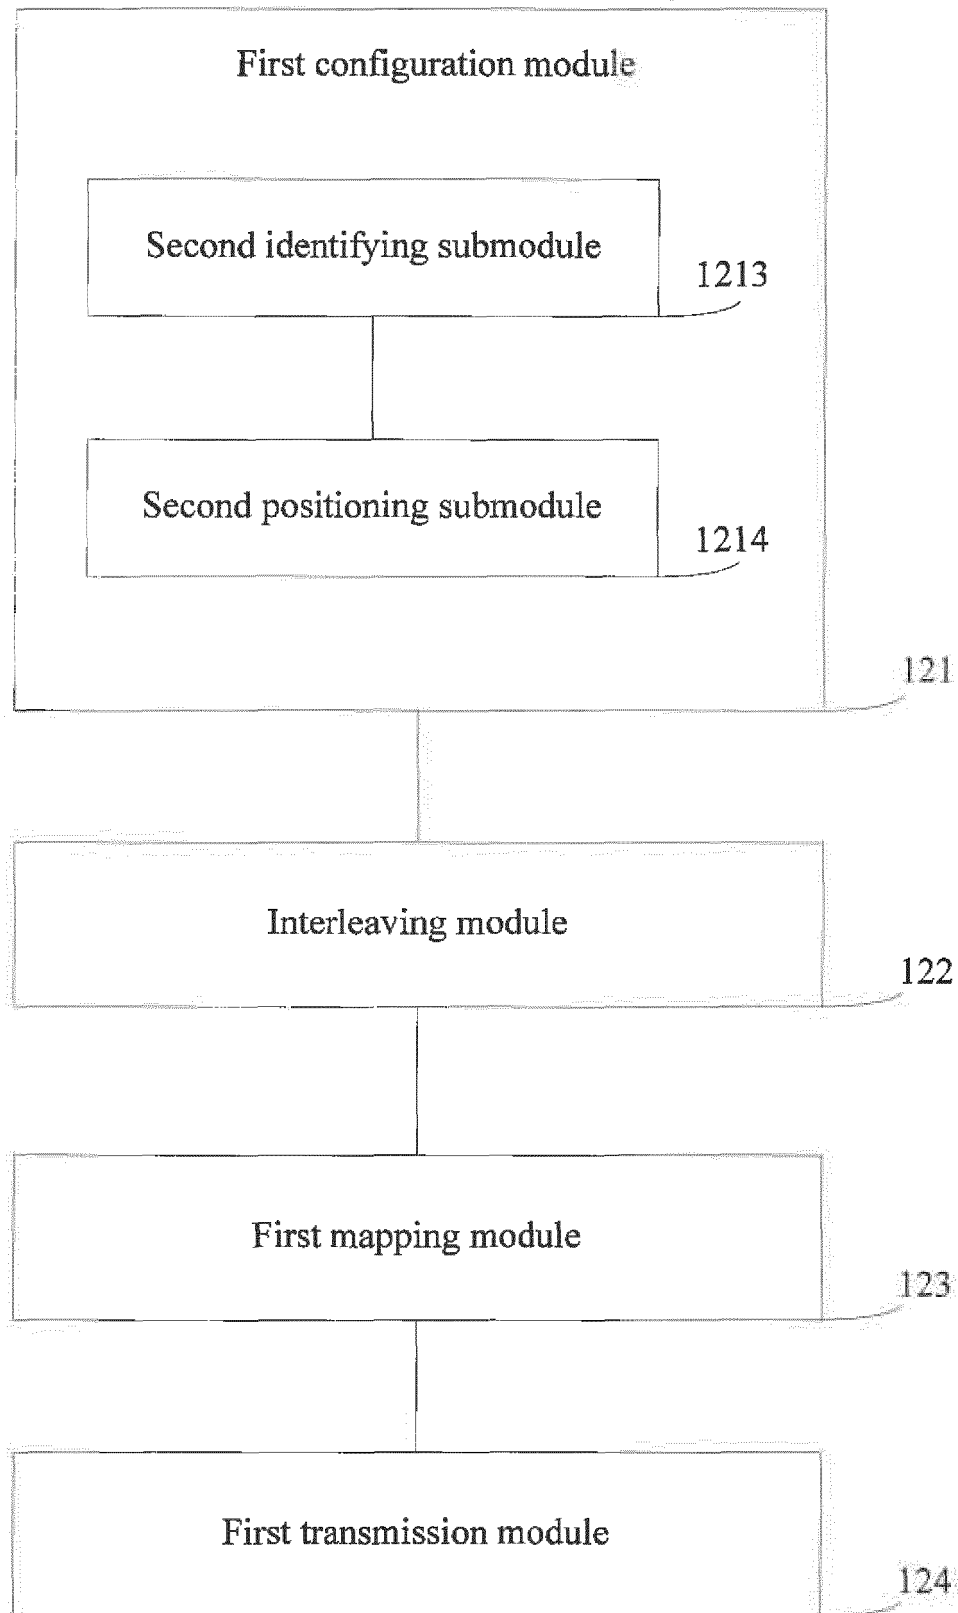 First configuration module
Second identifying submodule
1213
Second positioning submodule
1214
121
Interleaving module
122
First mapping module
123
First transmission module
124